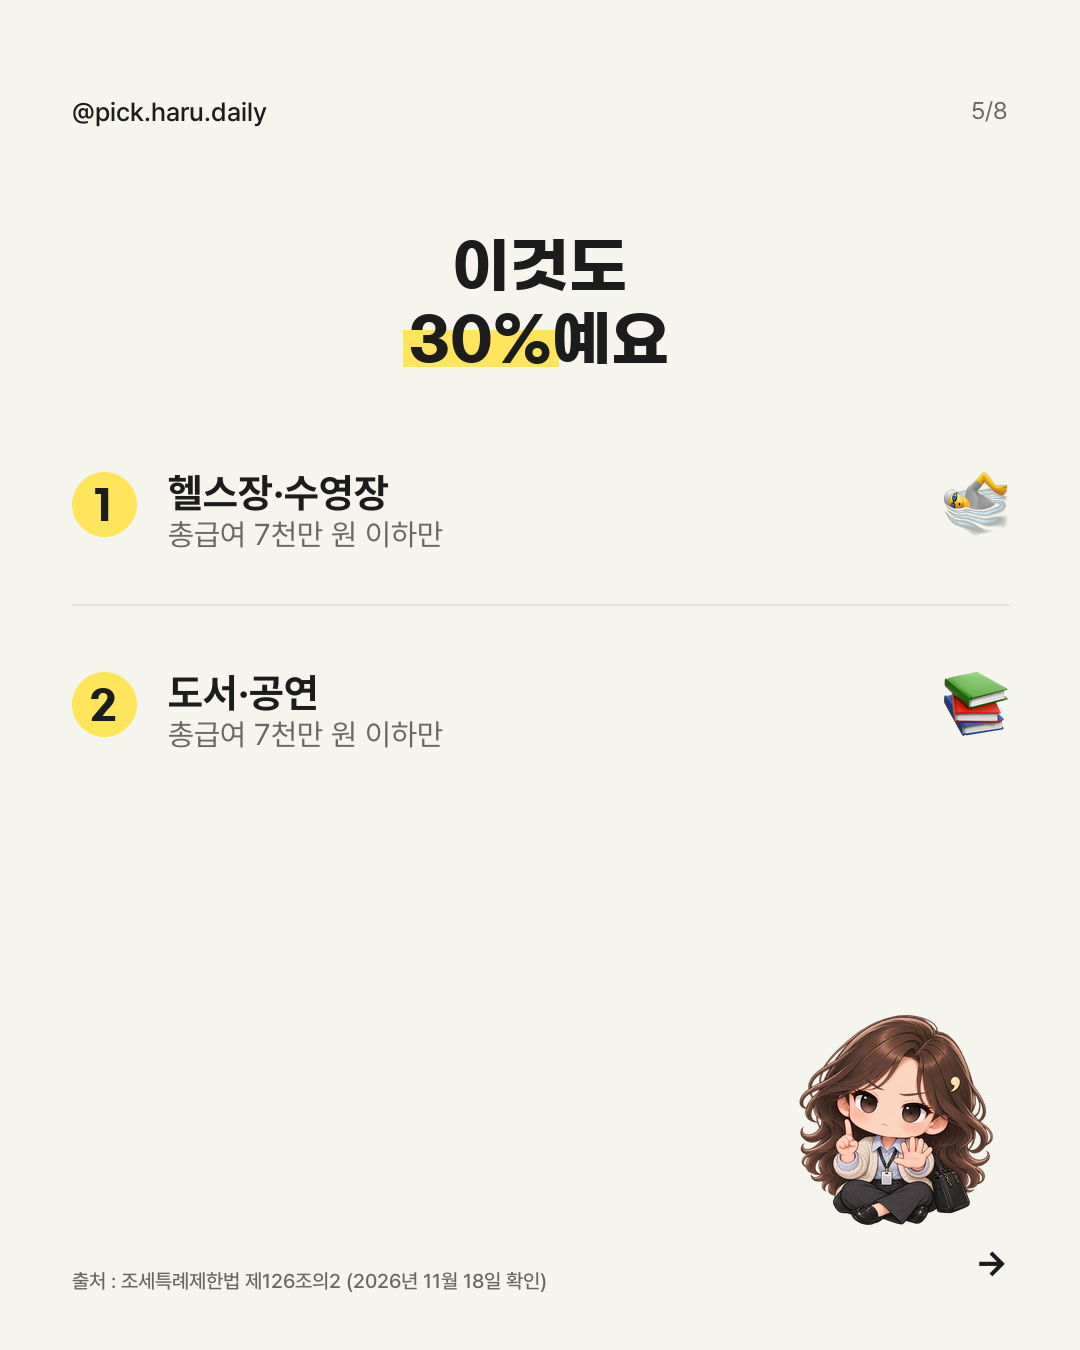 @pick.haru.daily
5/8
이것도
30%예요
1
헬스장·수영장
총급여 7천만 원 이하만
2
도서·공연
총급여 7천만 원 이하만
→
출처 : 조세특례제한법 제126조의2 (2026년 11월 18일 확인)